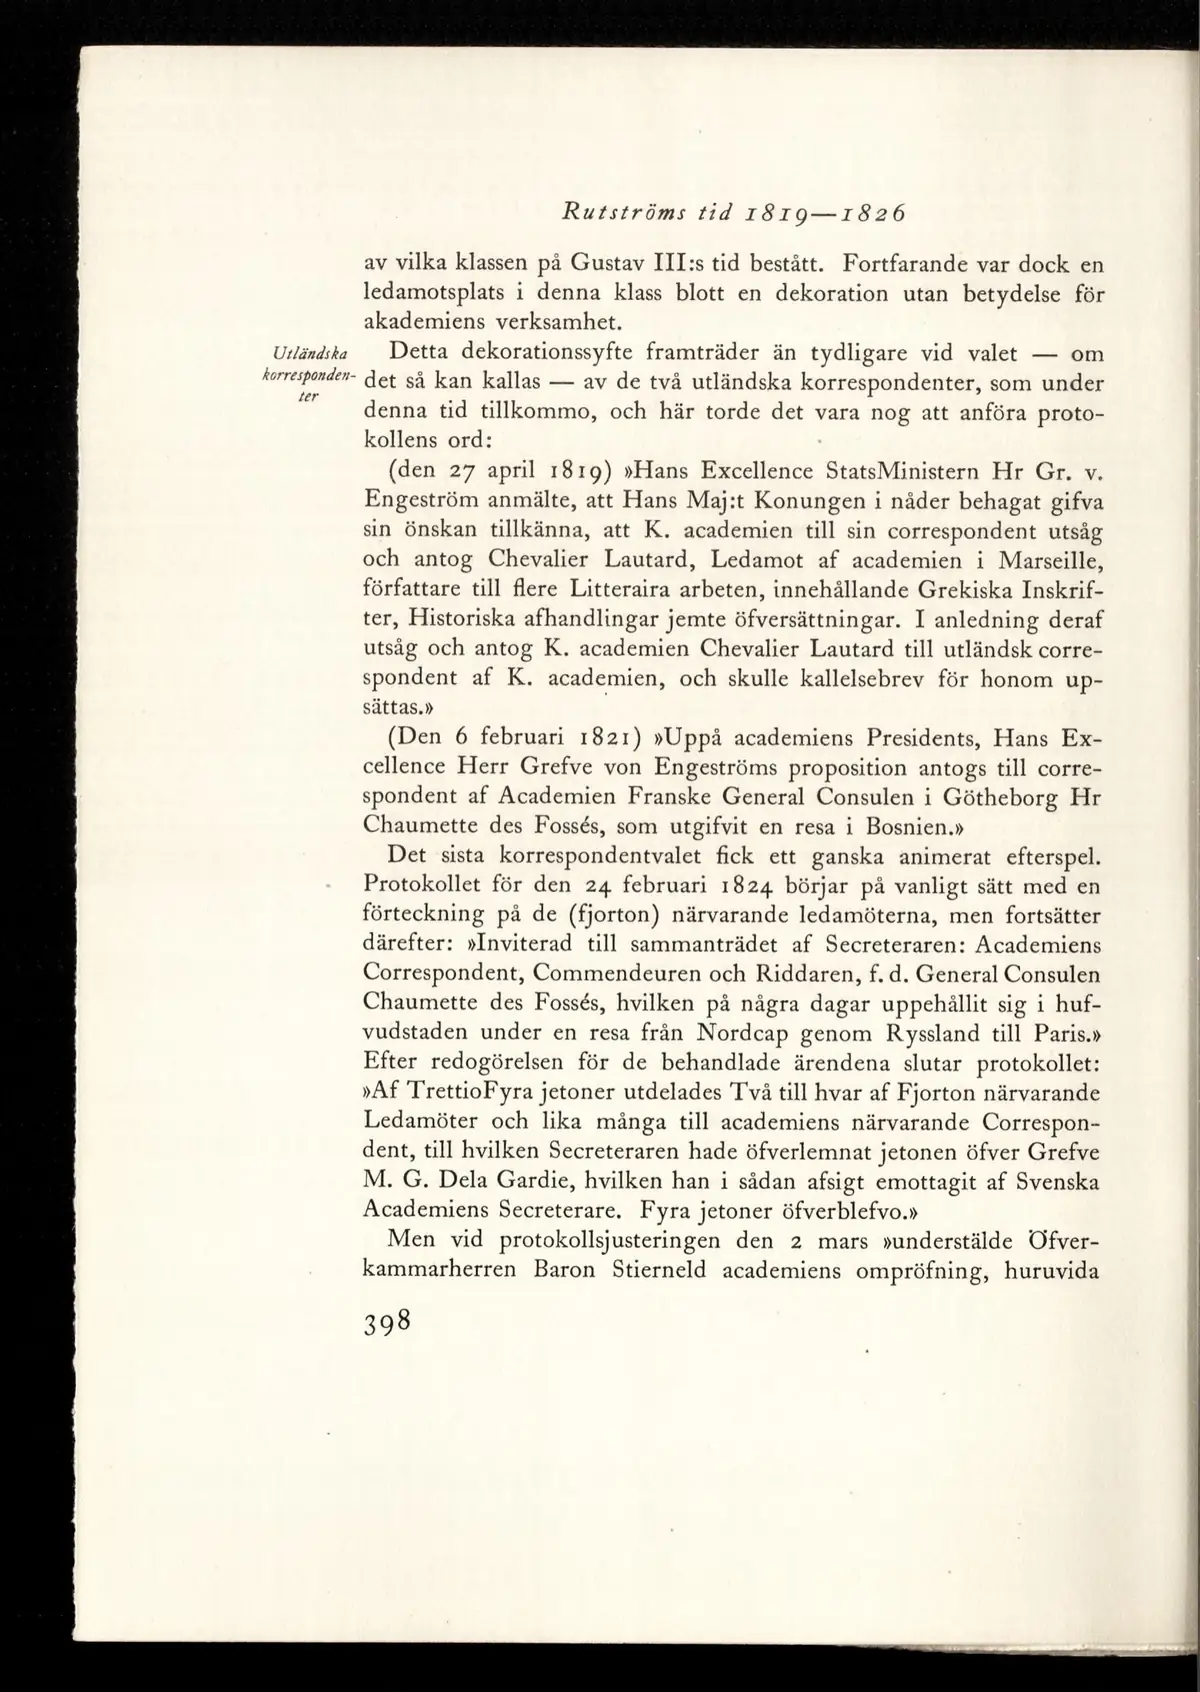 Rutströms tid 1819—1826
av vilka klassen på Gustav III:s tid bestått. Fortfarande var dock en
ledamotsplats i denna klass blott en dekoration utan betydelse för
akademiens verksamhet.
Utländska
korresponden-
ter
Detta dekorationssyfte framträder än tydligare vid valet — om
det så kan kallas — av de två utländska korrespondenter, som under
denna tid tillkommo, och här torde det vara nog att anföra proto-
kollens ord:
(den 27 april 1819) »Hans Excellence StatsMinistern Hr Gr. v.
Engeström anmälte, att Hans Maj:t Konungen i nåder behagat gifva
sin önskan tillkänna, att K. academien till sin correspondent utsåg
och antog Chevalier Lautard, Ledamot af academien i Marseille,
författare till flere Litteraira arbeten, innehållande Grekiska Inskrif-
ter, Historiska afhandlingar jemte öfversättningar. I anledning deraf
utsåg och antog K. academien Chevalier Lautard till utländsk corre-
spondent af K. academien, och skulle kallelsebrev för honom up-
sättas.»
(Den 6 februari 1821) »Uppå academiens Presidents, Hans Ex-
cellence Herr Grefve von Engeströms proposition antogs till corre-
spondent af Academien Franske General Consulen i Götheborg Hr
Chaumette des Fossés, som utgifvit en resa i Bosnien.»
Det sista korrespondentvalet fick ett ganska animerat efterspel.
Protokollet för den 24 februari 1824 börjar på vanligt sätt med en
förteckning på de (fjorton) närvarande ledamöterna, men fortsätter
därefter: »Inviterad till sammanträdet af Secreteraren: Academiens
Correspondent, Commendeuren och Riddaren, f. d. General Consulen
Chaumette des Fossés, hvilken på några dagar uppehållit sig i huf-
vudstaden under en resa från Nordcap genom Ryssland till Paris.»
Efter redogörelsen för de behandlade ärendena slutar protokollet:
»Af TrettioFyra jetoner utdelades Två till hvar af Fjorton närvarande
Ledamöter och lika många till academiens närvarande Correspon-
dent, till hvilken Secreteraren hade öfverlemnat jetonen öfver Grefve
M. G. Dela Gardie, hvilken han i sådan afsigt emottagit af Svenska
Academiens Secreterare. Fyra jetoner öfverblefvo.»
Men vid protokollsjusteringen den 2 mars »understälde Öfver-
kammarherren Baron Stierneld academiens ompröfning, huruvida
398